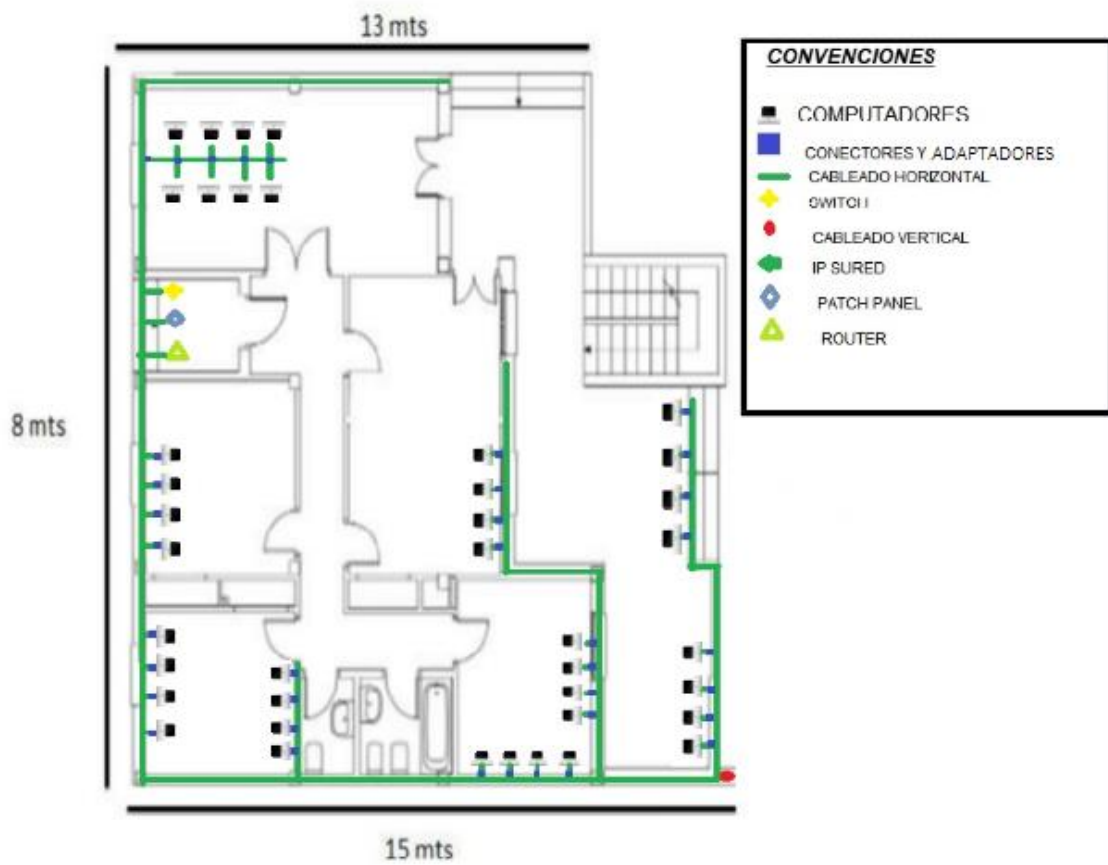 13 mts
CONVENCIONES
COMPUTADORES
CONECTORES Y ADAPTADORES
CABLEADO HORIZONTAL
SWITCH
CABLEADO VERTICAL
IP SURED
PATCH PANEL
ROUTER
8 mts
15 mts